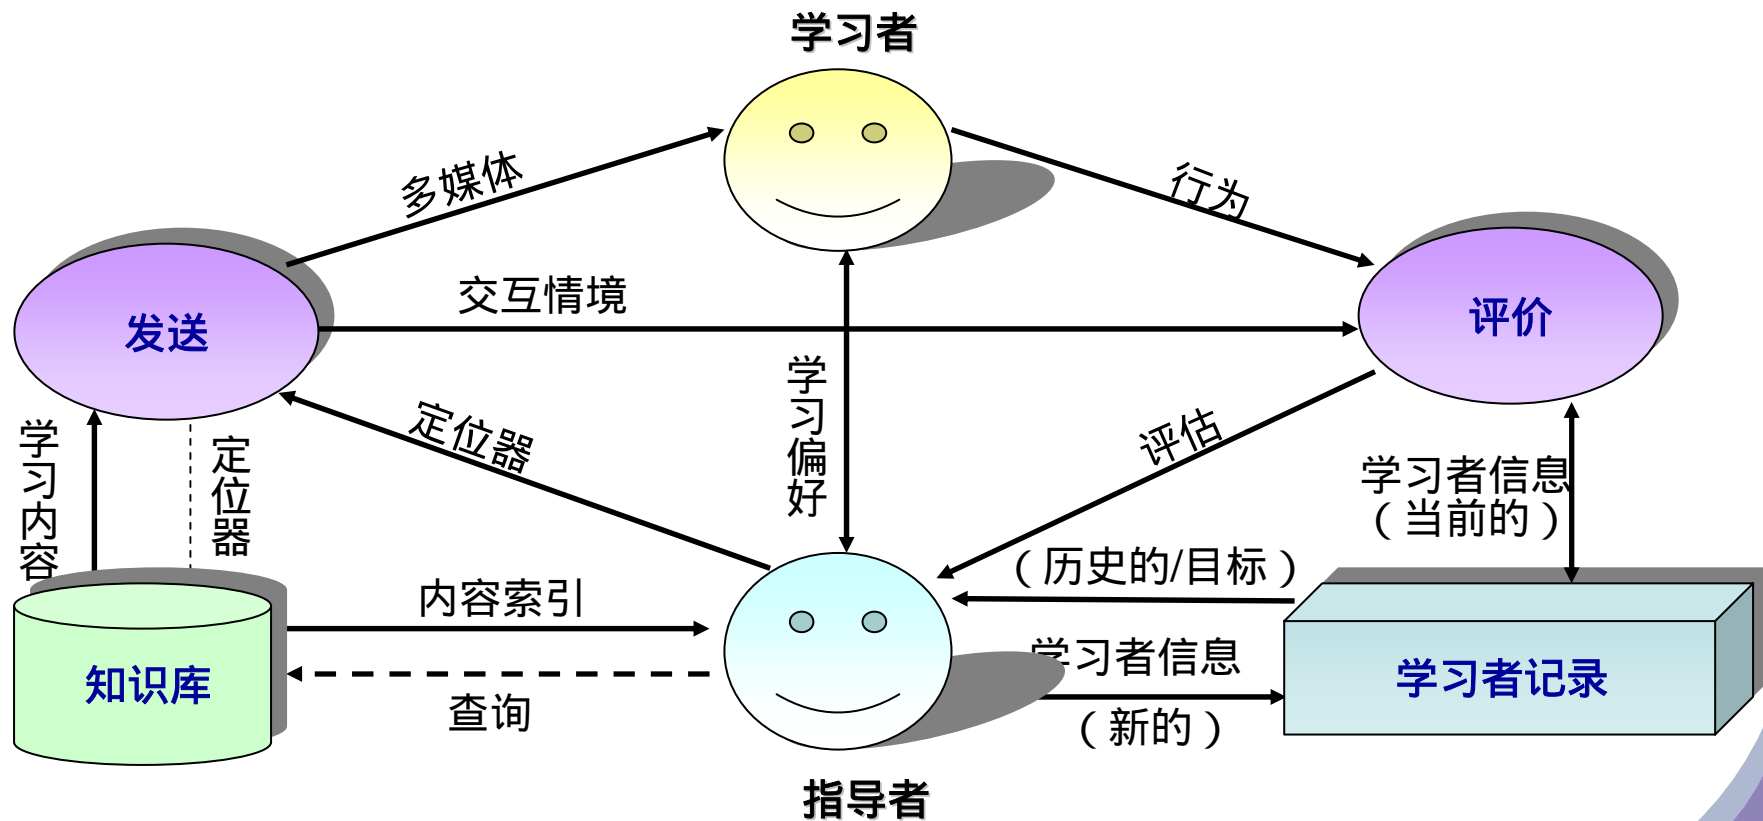 学习者
多媒体
行为
交互情境
发送
评价
学习偏好
定位器
评估
学习内容
定位器
学习者信息
（当前的）
（历史的/目标）
内容索引
学习者信息
知识库
学习者记录
查询
（新的）
指导者